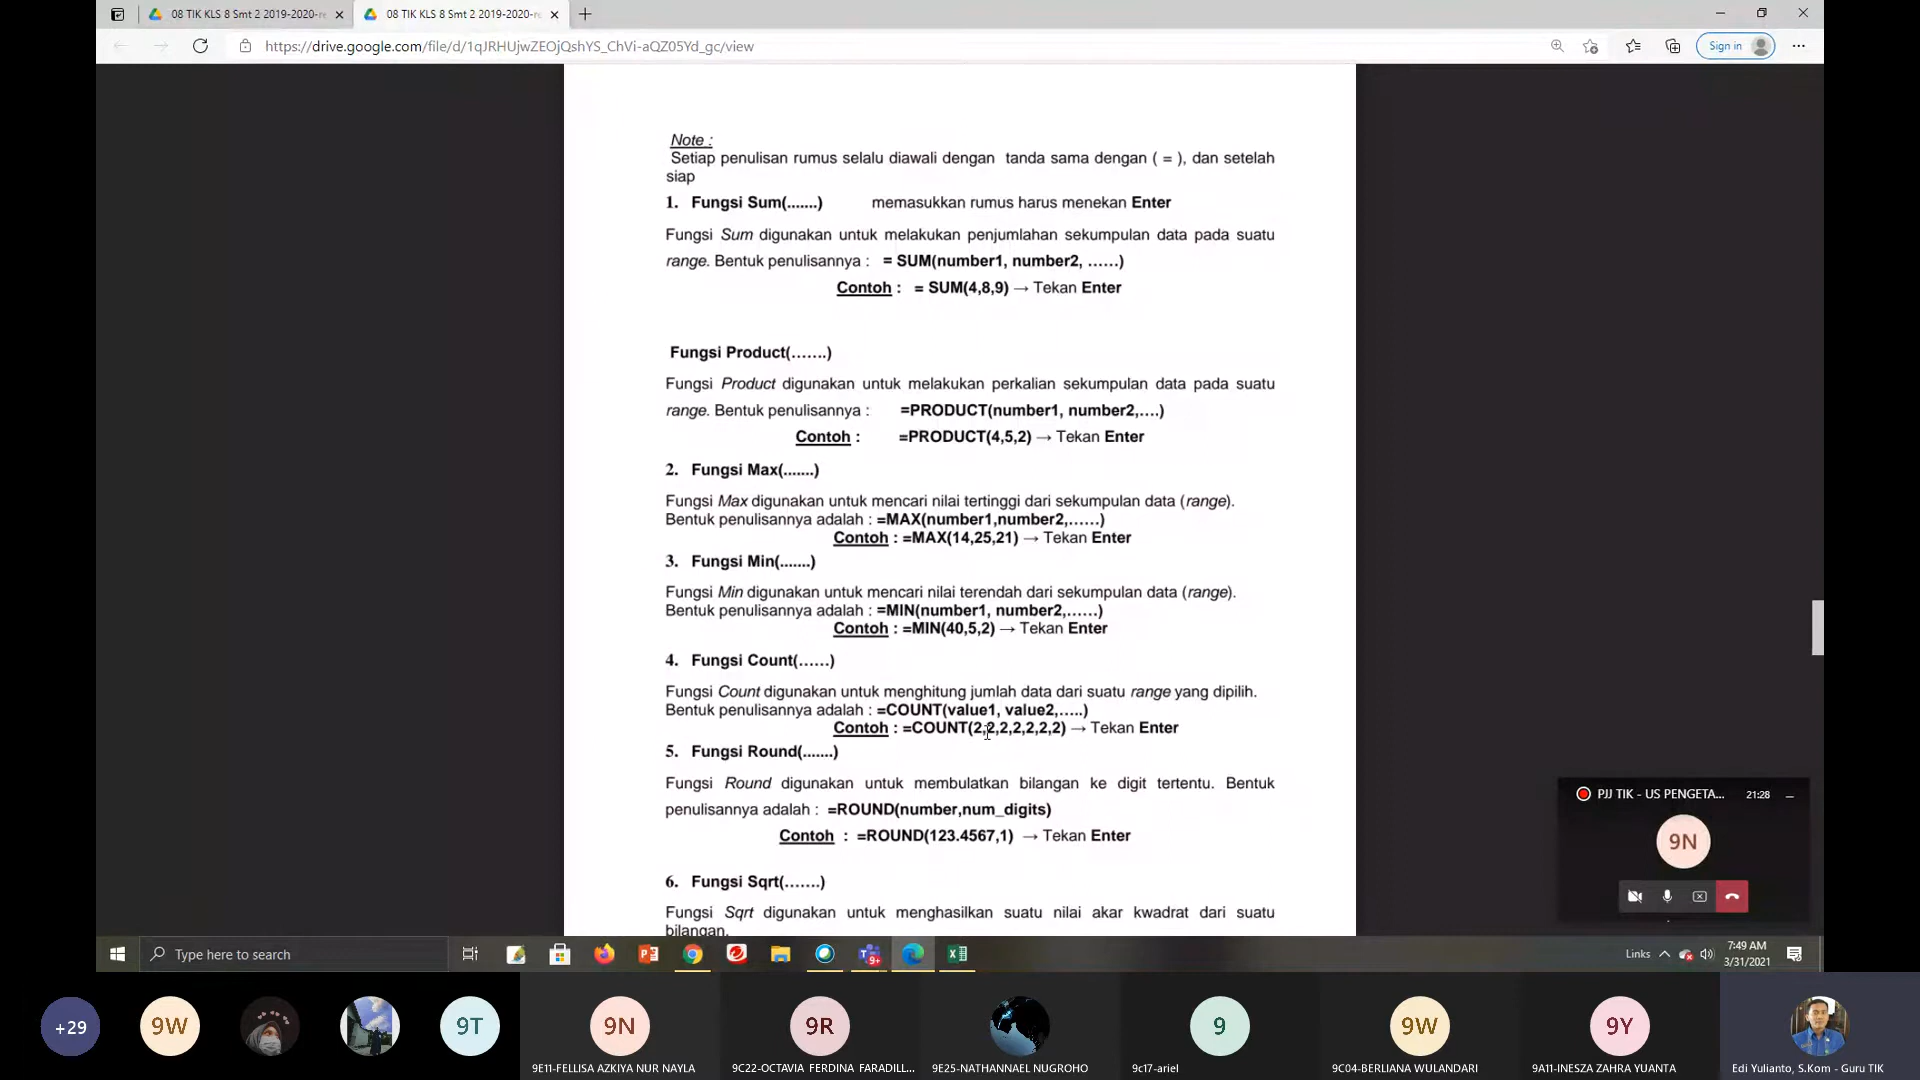 08 TIK KLS 8 Smt 2 2019-2020-r
08 TIK KLS 8 Smt 2 2019-2020-r
https://drive.google.com/file/d/1qJRHUjwZEOjQshYS_ChVi-aQZ05Yd_gc/view
Sign in
Note :
Setiap penulisan rumus selalu diawali dengan tanda sama dengan ( = ), dan setelah
siap
1. Fungsi Sum(.......) memasukkan rumus harus menekan Enter
Fungsi Sum digunakan untuk melakukan penjumlahan sekumpulan data pada suatu
range. Bentuk penulisannya : = SUM(number1, number2, ……)
Contoh : = SUM(4,8,9) → Tekan Enter
Fungsi Product(…….)
Fungsi Product digunakan untuk melakukan perkalian sekumpulan data pada suatu
range. Bentuk penulisannya : =PRODUCT(number1, number2,….)
Contoh : =PRODUCT(4,5,2) → Tekan Enter
2. Fungsi Max(.......)
Fungsi Max digunakan untuk mencari nilai tertinggi dari sekumpulan data (range).
Bentuk penulisannya adalah : =MAX(number1,number2,……)
Contoh : =MAX(14,25,21) → Tekan Enter
3. Fungsi Min(.......)
Fungsi Min digunakan untuk mencari nilai terendah dari sekumpulan data (range).
Bentuk penulisannya adalah : =MIN(number1, number2,……)
Contoh : =MIN(40,5,2) → Tekan Enter
4. Fungsi Count(……)
Fungsi Count digunakan untuk menghitung jumlah data dari suatu range yang dipilih.
Bentuk penulisannya adalah : =COUNT(value1, value2,…..)
Contoh : =COUNT(2,2,2,2,2,2,2) → Tekan Enter
5. Fungsi Round(.......)
Fungsi Round digunakan untuk membulatkan bilangan ke digit tertentu. Bentuk
penulisannya adalah : =ROUND(number,num_digits)
Contoh : =ROUND(123.4567,1) → Tekan Enter
6. Fungsi Sqrt(…….)
Fungsi Sqrt digunakan untuk menghasilkan suatu nilai akar kwadrat dari suatu
bilangan.
PJJ TIK - US PENGETA... 21:28
9N
Type here to search
9+
Links
7:49 AM
3/31/2021
+29
9W
9T
9N
9R
9
9W
9Y
9E11-FELLISA AZKIYA NUR NAYLA
9C22-OCTAVIA FERDINA FARADILL...
9E25-NATHANNAEL NUGROHO
9c17-ariel
9C04-BERLIANA WULANDARI
9A11-INESZA ZAHRA YUANTA
Edi Yulianto, S.Kom - Guru TIK